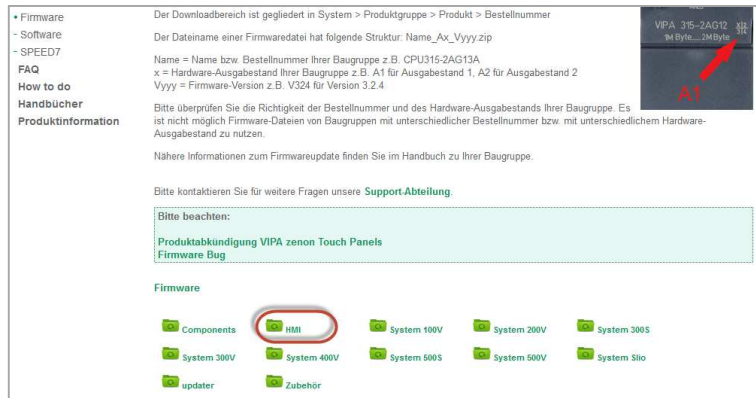 • Firmware
- Software
- SPEED7
FAQ
How to do
Handbücher
Produktinformation
Der Downloadbereich ist gegliedert in System > Produktgruppe > Produkt > Bestellnummer
Der Dateiname einer Firmwaredatei hat folgende Struktur: Name_Ax_Vyyy.zip
Name = Name bzw. Bestellnummer Ihrer Baugruppe z.B. CPU315-2AG13A
x = Hardware-Ausgabestand Ihrer Baugruppe z.B. A1 für Ausgabestand 1, A2 für Ausgabestand 2
Vyyy = Firmware-Version z.B. V324 für Version 3.2.4
Bitte überprüfen Sie die Richtigkeit der Bestellnummer und des Hardware-Ausgabestands Ihrer Baugruppe. Es
ist nicht möglich Firmware-Dateien von Baugruppen mit unterschiedlicher Bestellnummer bzw. mit unterschiedlichem Hardware-
Ausgabestand zu nutzen.
Nähere Informationen zum Firmwareupdate finden Sie im Handbuch zu Ihrer Baugruppe.
Bitte kontaktieren Sie für weitere Fragen unsere Support-Abteilung.
VIPA 315-2AG12
1M Byte....2MByte
A1
Bitte beachten:
Produktabkündigung VIPA zenon Touch Panels
Firmware Bug
Firmware
Components HMI System 100V System 200V System 300S
System 300V System 400V System 500S System 500V System Slio
updater Zubehör